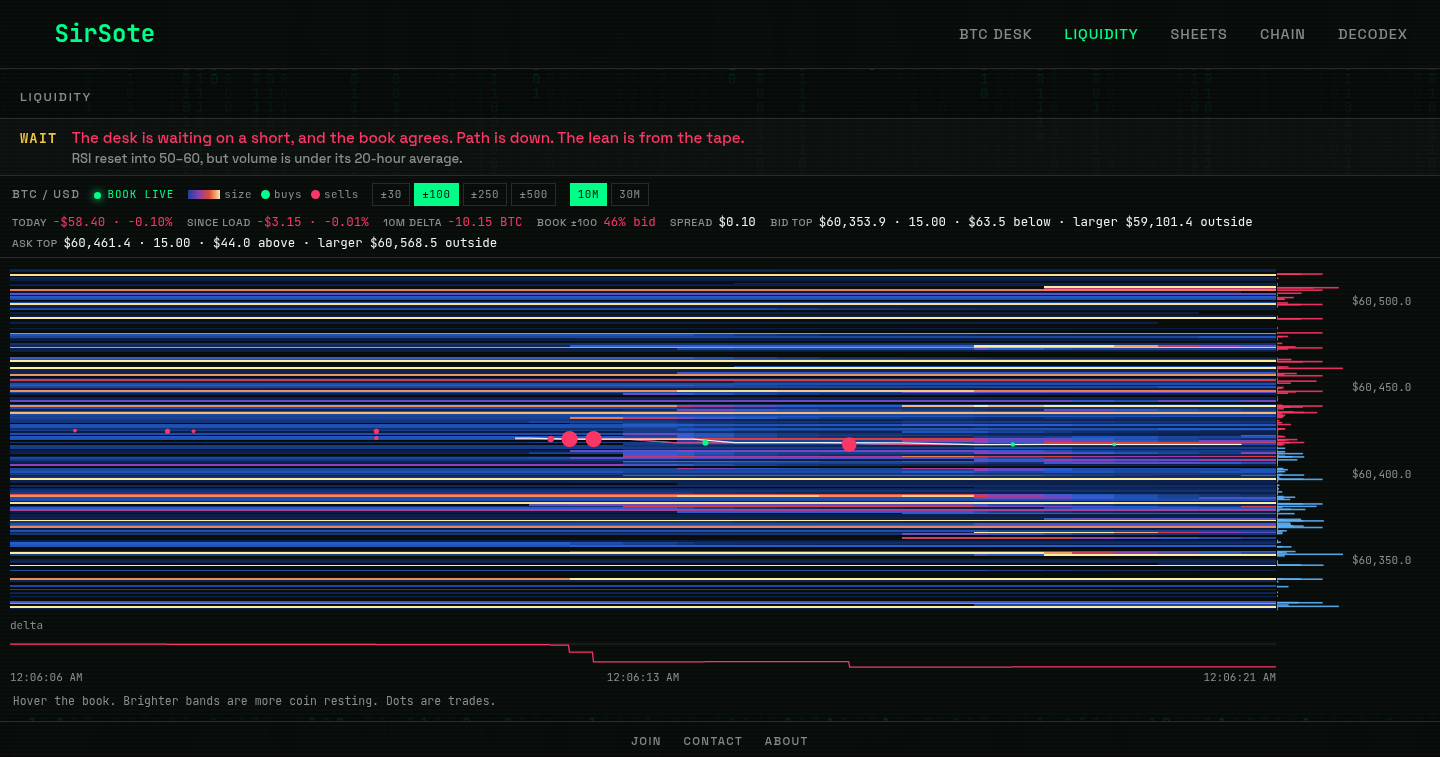 SirSote
BTC DESK LIQUIDITY SHEETS CHAIN DECODEX
LIQUIDITY
WAIT The desk is waiting on a short, and the book agrees. Path is down. The lean is from the tape.
RSI reset into 50–60, but volume is under its 20-hour average.
BTC / USD BOOK LIVE size buys sells ±30 ±100 ±250 ±500 10M 30M
TODAY -$58.40 · -0.10% SINCE LOAD -$3.15 · -0.01% 10M DELTA -10.15 BTC BOOK ±100 46% bid SPREAD $0.10 BID TOP $60,353.9 · 15.00 · $63.5 below · larger $59,101.4 outside
ASK TOP $60,461.4 · 15.00 · $44.0 above · larger $60,568.5 outside
$60,500.0
$60,450.0
$60,400.0
$60,350.0
delta
12:06:06 AM 12:06:13 AM 12:06:21 AM
Hover the book. Brighter bands are more coin resting. Dots are trades.
JOIN CONTACT ABOUT